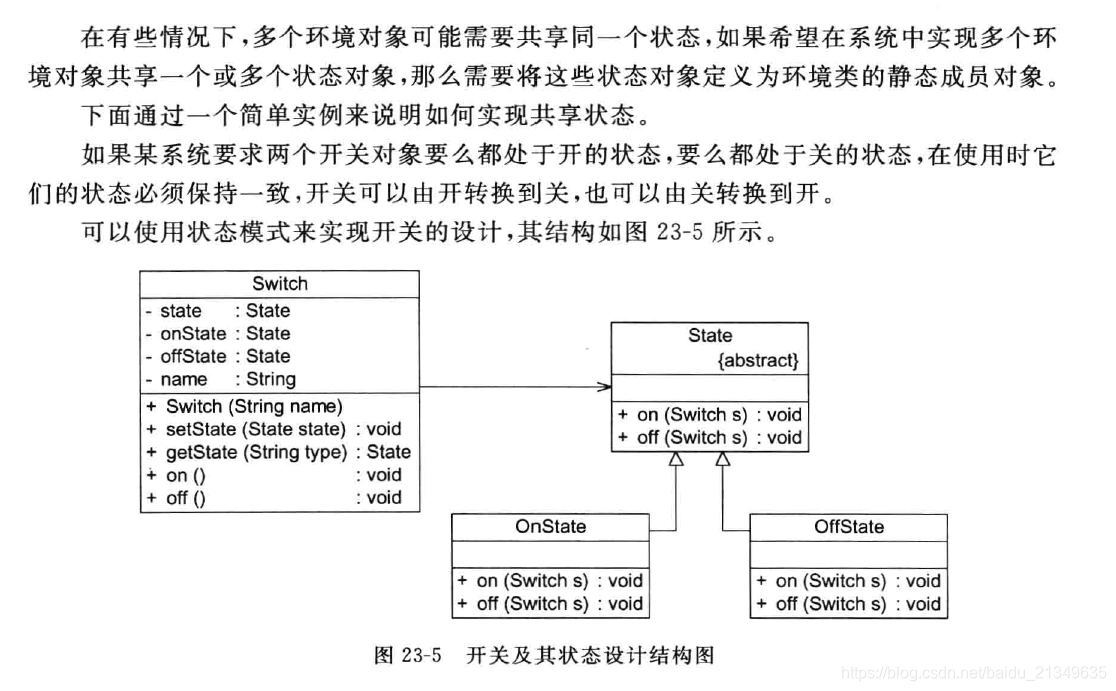 在有些情况下,多个环境对象可能需要共享同一个状态,如果希望在系统中实现多个环
境对象共享一个或多个状态对象,那么需要将这些状态对象定义为环境类的静态成员对象。
下面通过一个简单实例来说明如何实现共享状态。
如果某系统要求两个开关对象要么都处于开的状态,要么都处于关的状态,在使用时它
们的状态必须保持一致,开关可以由开转换到关,也可以由关转换到开。
可以使用状态模式来实现开关的设计,其结构如图 23-5 所示。
Switch
- state : State
- onState : State
- offState : State
- name : String
+ Switch (String name)
+ setState (State state) : void
+ getState (String type) : State
+ on () : void
+ off () : void
State
{abstract}
+ on (Switch s) : void
+ off (Switch s) : void
OnState
+ on (Switch s) : void
+ off (Switch s) : void
OffState
+ on (Switch s) : void
+ off (Switch s) : void
图 23-5 开关及其状态设计结构图
https://blog.csdn.net/baidu_21349635